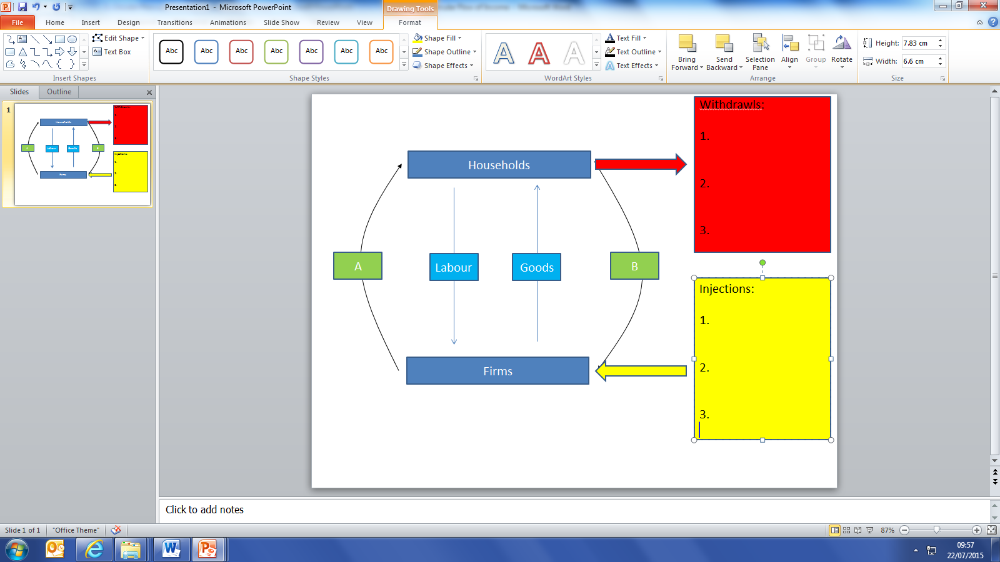 Presentation1 - Microsoft PowerPoint
Drawing Tools
File Home Insert Design Transitions Animations Slide Show Review View Format
Edit Shape
Text Box
Insert Shapes
Abc Abc Abc Abc Abc Abc Abc
Shape Fill
Shape Outline
Shape Effects
Shape Styles
A A A
Text Fill
Text Outline
Text Effects
WordArt Styles
Bring Forward
Send Backward
Selection Pane
Align
Group
Rotate
Arrange
Height: 7.83 cm
Width: 6.6 cm
Size
Slides Outline
1
Households
Labour
Goods
Firms
Withdrawls:
1.
2.
3.
Households
A
Labour
Goods
B
Firms
Injections:
1.
2.
3.
Click to add notes
Slide 1 of 1 "Office Theme" 87%
09:57
22/07/2015